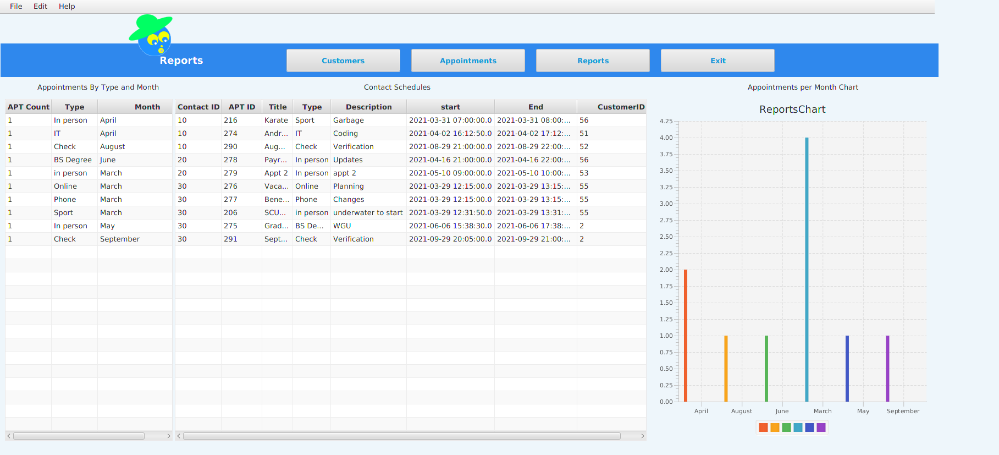 File Edit Help
Reports Customers Appointments Reports Exit
Appointments By Type and Month
APT Count Type Month
1 In person April
1 IT April
1 Check August
1 BS Degree June
1 in person March
1 Online March
1 Phone March
1 Sport March
1 In person May
1 Check September
Contact Schedules
Contact ID APT ID Title Type Description start End CustomerID
10 216 Karate Sport Garbage 2021-03-31 07:00:00.0 2021-03-31 08:00:... 56
10 274 Andr... IT Coding 2021-04-02 16:12:50.0 2021-04-02 17:12:... 51
10 290 Aug... Check Verification 2021-08-29 21:00:00.0 2021-08-29 22:00:... 52
20 278 Payr... In person Updates 2021-04-16 21:00:00.0 2021-04-16 22:00:... 56
20 279 Appt 2 In person appt 2 2021-05-10 09:00:00.0 2021-05-10 10:00:... 53
30 276 Vaca... Online Planning 2021-03-29 12:15:00.0 2021-03-29 13:15:... 55
30 277 Bene... Phone Changes 2021-03-29 12:15:00.0 2021-03-29 13:15:... 55
30 206 SCU... in person underwater to start 2021-03-29 12:31:50.0 2021-03-29 13:31:... 55
30 275 Grad... BS De... WGU 2021-06-06 15:38:30.0 2021-06-06 17:38:... 2
30 291 Sept... Check Verification 2021-09-29 20:05:00.0 2021-09-29 21:00:... 2
Appointments per Month Chart
ReportsChart
4.25
4.00
3.75
3.50
3.25
3.00
2.75
2.50
2.25
2.00
1.75
1.50
1.25
1.00
0.75
0.50
0.25
0.00
April August June March May September